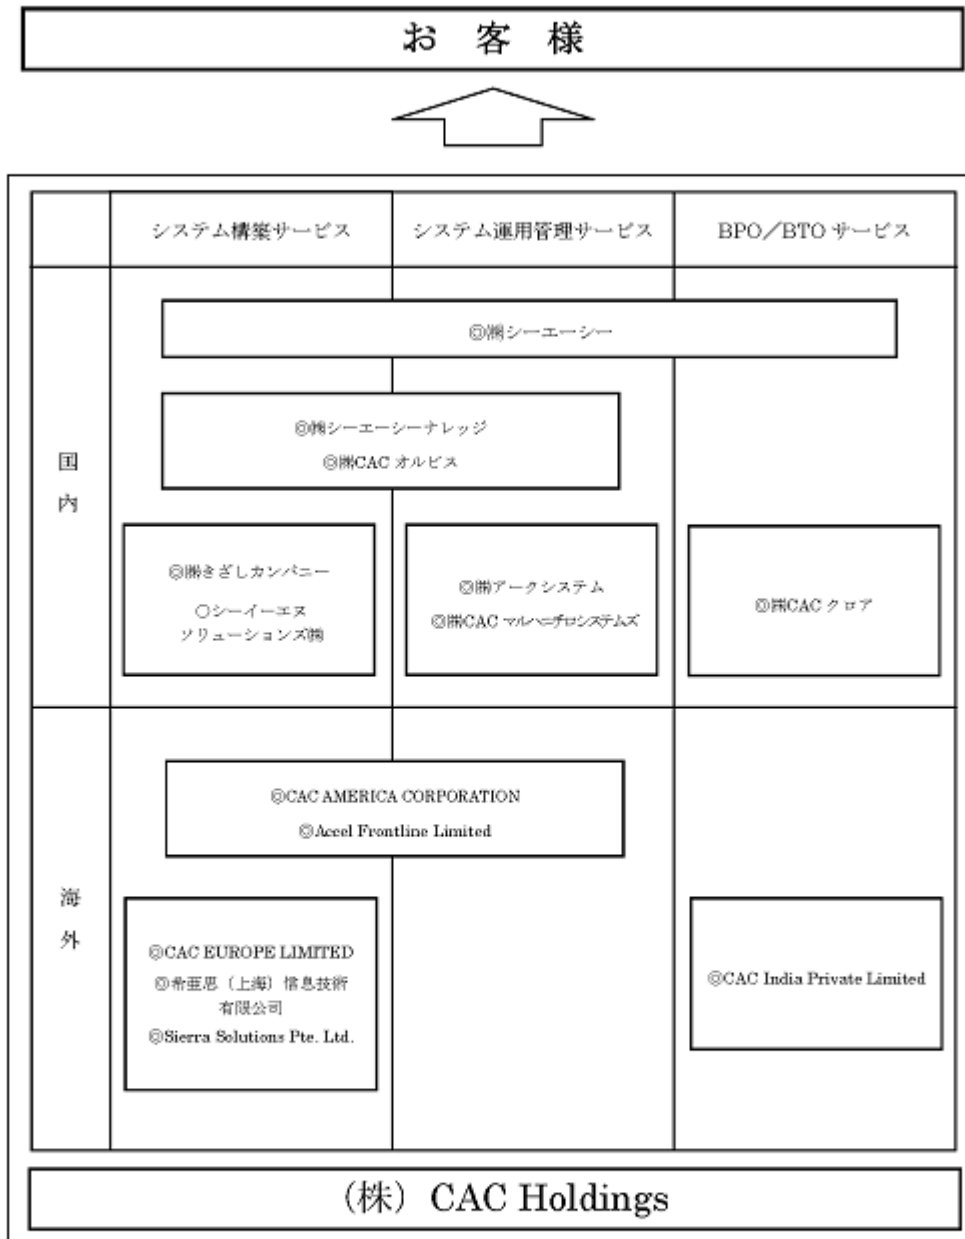 お 客 様
システム構築サービス
システム運用管理サービス
BPO／BTO サービス
国内
◎㈱シーエーシー
◎㈱シーエーシーナレッジ
◎㈱CAC オルビス
◎㈱きざしカンパニー
○シーイーエヌ
ソリューションズ㈱
◎㈱アークシステム
◎㈱CAC マルハニチロシステムズ
◎㈱CAC クロア
海外
◎CAC AMERICA CORPORATION
◎Accel Frontline Limited
◎CAC EUROPE LIMITED
◎希亜思（上海）信息技術
有限公司
◎Sierra Solutions Pte. Ltd.
◎CAC India Private Limited
（株）CAC Holdings